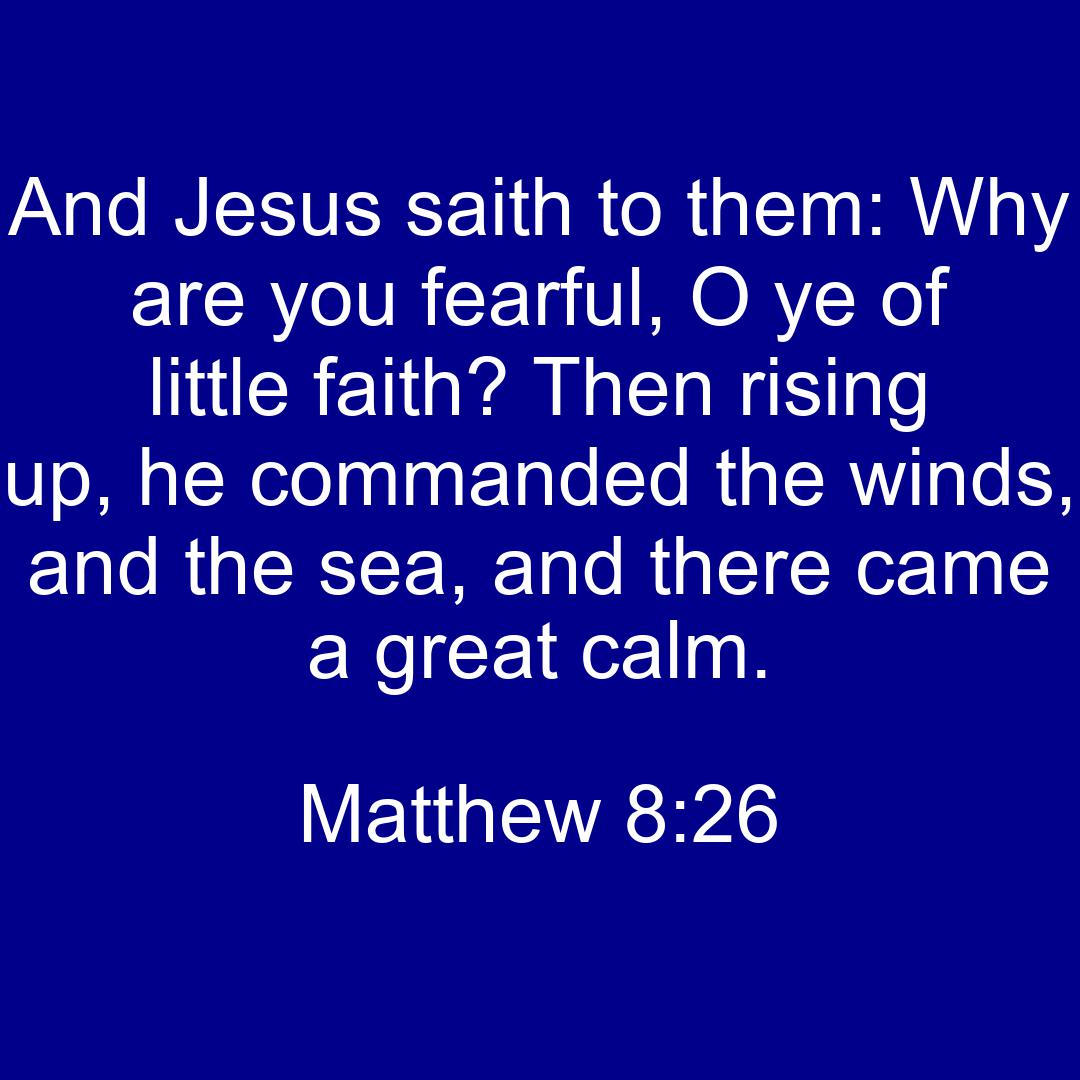 And Jesus saith to them: Why
are you fearful, O ye of
little faith? Then rising
up, he commanded the winds,
and the sea, and there came
a great calm.
Matthew 8:26